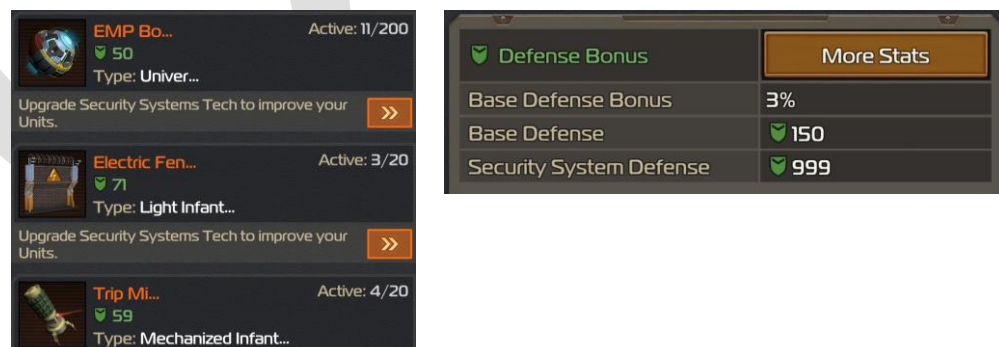 EMP Bo...
Active: 11/200
50
Type: Univer...
Upgrade Security Systems Tech to improve your
Units.
Electric Fen...
Active: 3/20
71
Type: Light Infant...
Upgrade Security Systems Tech to improve your
Units.
Trip Mi...
Active: 4/20
59
Type: Mechanized Infant...
Defense Bonus
More Stats
Base Defense Bonus
3%
Base Defense
150
Security System Defense
999